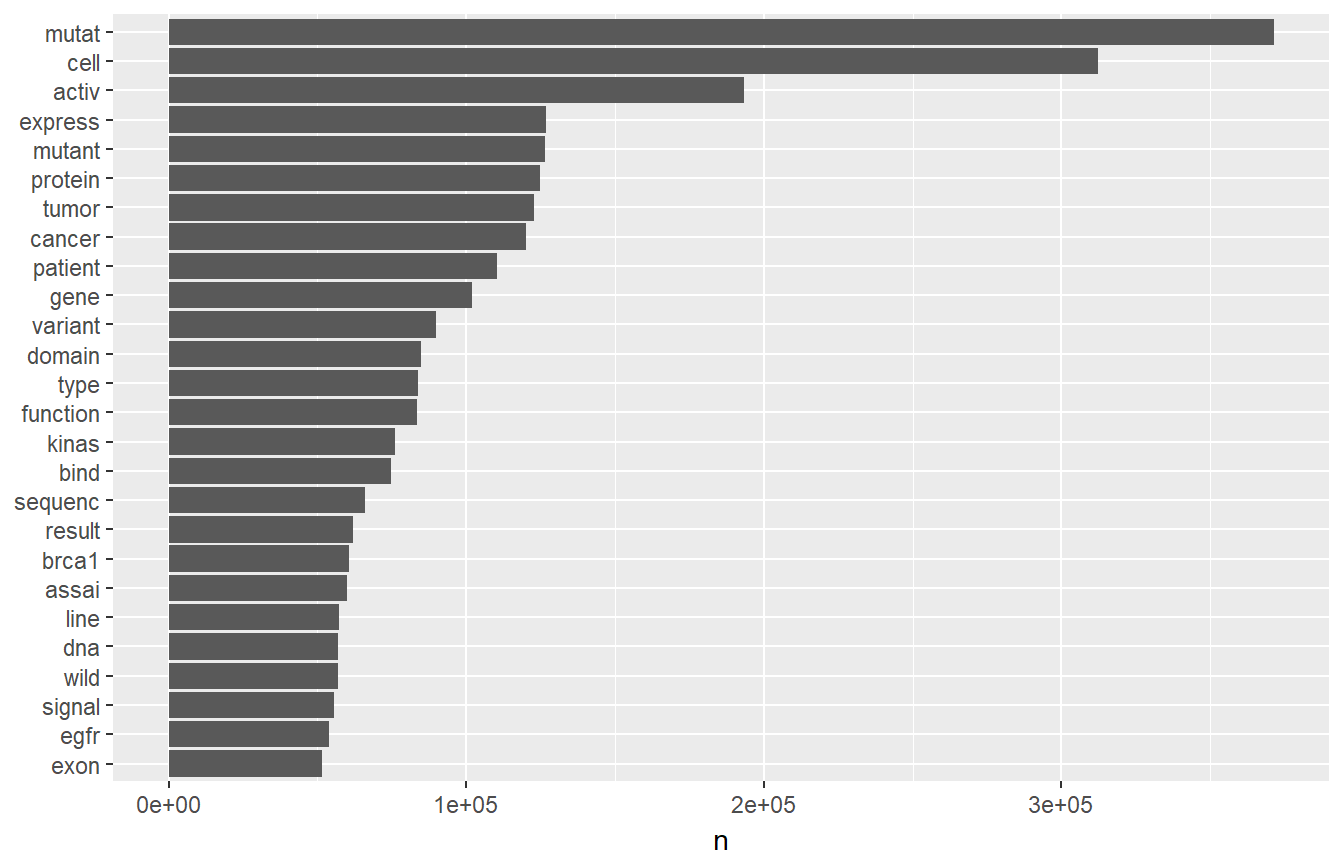 mutat
cell
activ
express
mutant
protein
tumor
cancer
patient
gene
variant
domain
type
function
kinas
bind
sequenc
result
brca1
assai
line
dna
wild
signal
egfr
exon
0e+00 1e+05 2e+05 3e+05
n